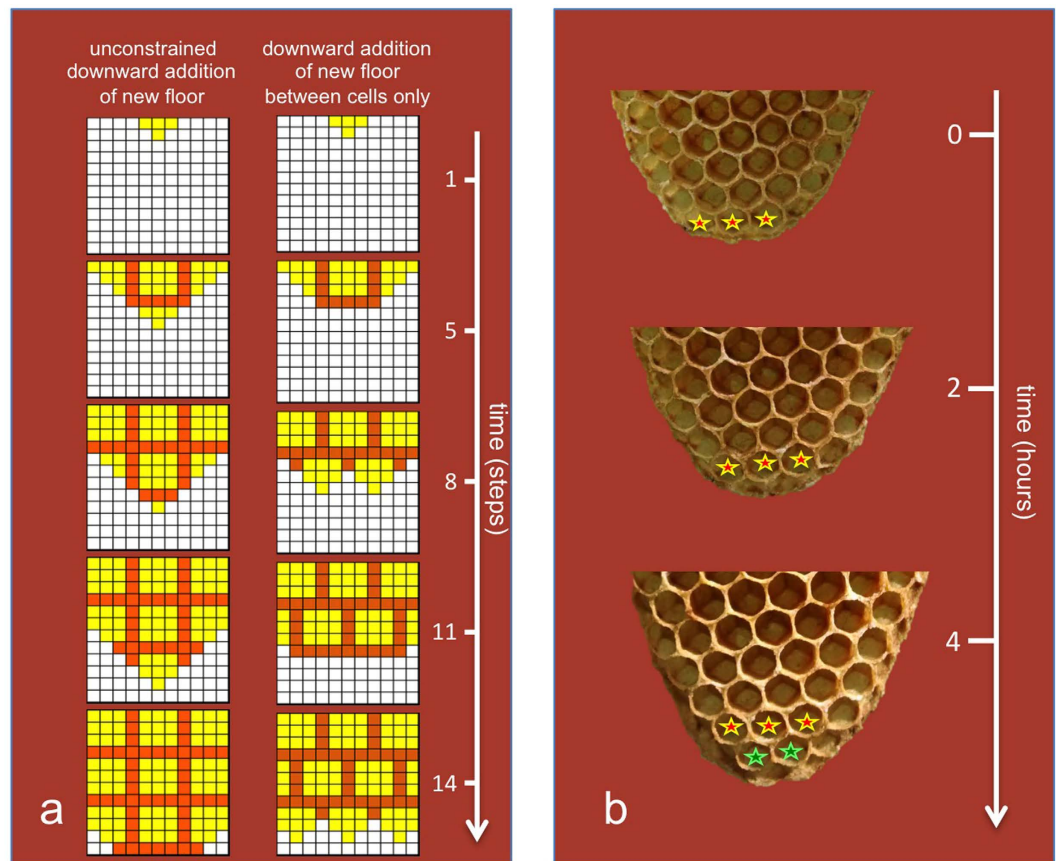 unconstrained
downward addition
of new floor
downward addition
of new floor
between cells only
1
5
8
11
14
time (steps)
a
0
2
4
time (hours)
b